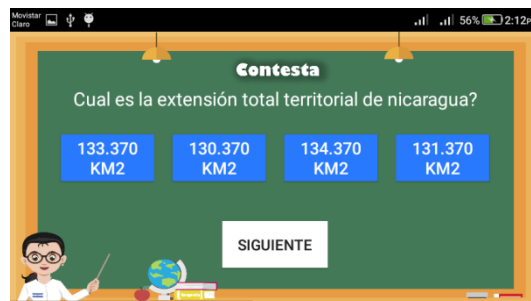 Movistar
Claro
56% 2:12P
Contesta
Cual es la extensión total territorial de nicaragua?
133.370
KM2
130.370
KM2
134.370
KM2
131.370
KM2
SIGUIENTE